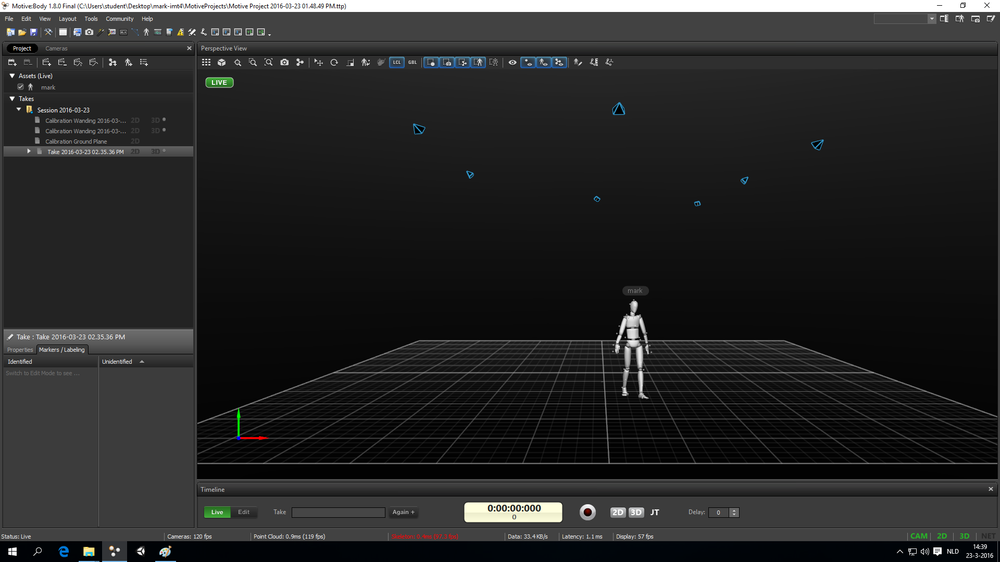 Motive:Body 1.8.0 Final (C:\Users\student\Desktop\mark-imt4\MotiveProjects\Motive Project 2016-03-23 01.48.49 PM.ttp)
File Edit View Layout Tools Community Help
Project Cameras
Perspective View
LCL GBL
Assets (Live)
mark
Takes
Session 2016-03-23
Calibration Wanding 2016-03-... 2D 3D
Calibration Wanding 2016-03-... 2D 3D
Calibration Ground Plane 2D
Take 2016-03-23 02.35.36 PM 2D 3D
LIVE
mark
Take : Take 2016-03-23 02.35.36 PM
Properties Markers / Labeling
Identified Unidentified
Switch to Edit Mode to see ...
Timeline
Live Edit Take Again + 0:00:00:000 2D 3D JT Delay: 0
0
Status: Live Cameras: 120 fps Point Cloud: 0.9ms (119 fps) Skeleton: 0.4ms (97.3 fps) Data: 33.4 KB/s Latency: 1.1 ms Display: 57 fps CAM 2D 3D NET
NLD 14:39
23-3-2016